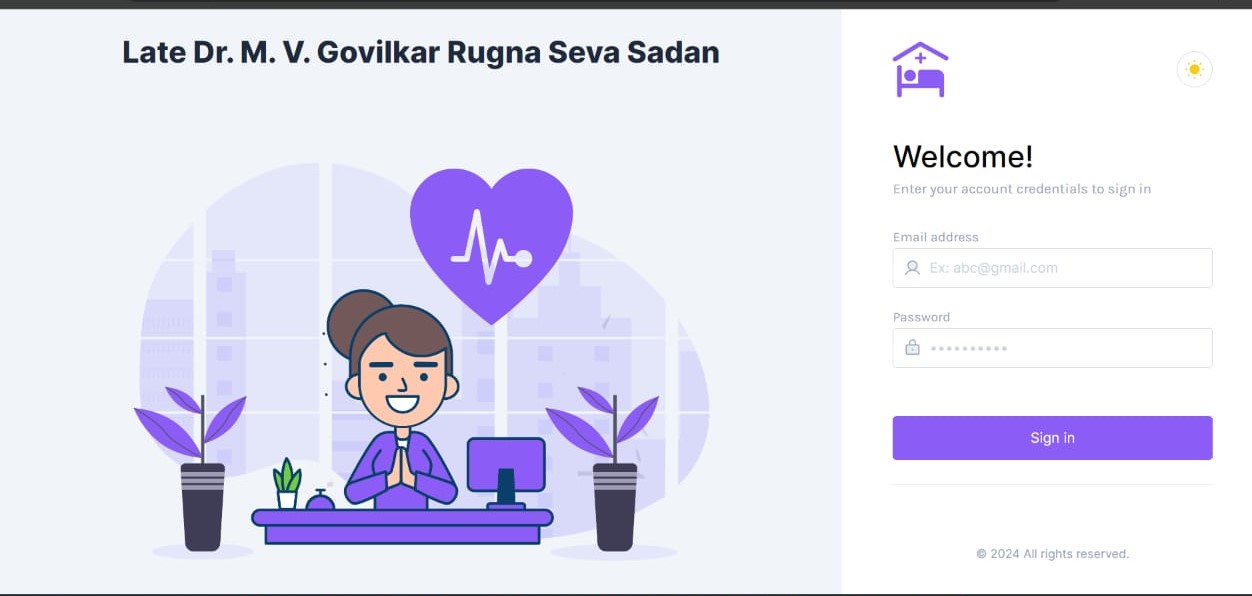 Late Dr. M. V. Govilkar Rugna Seva Sadan
Welcome!
Enter your account credentials to sign in
Email address
Ex: abc@gmail.com
Password
Sign in
© 2024 All rights reserved.